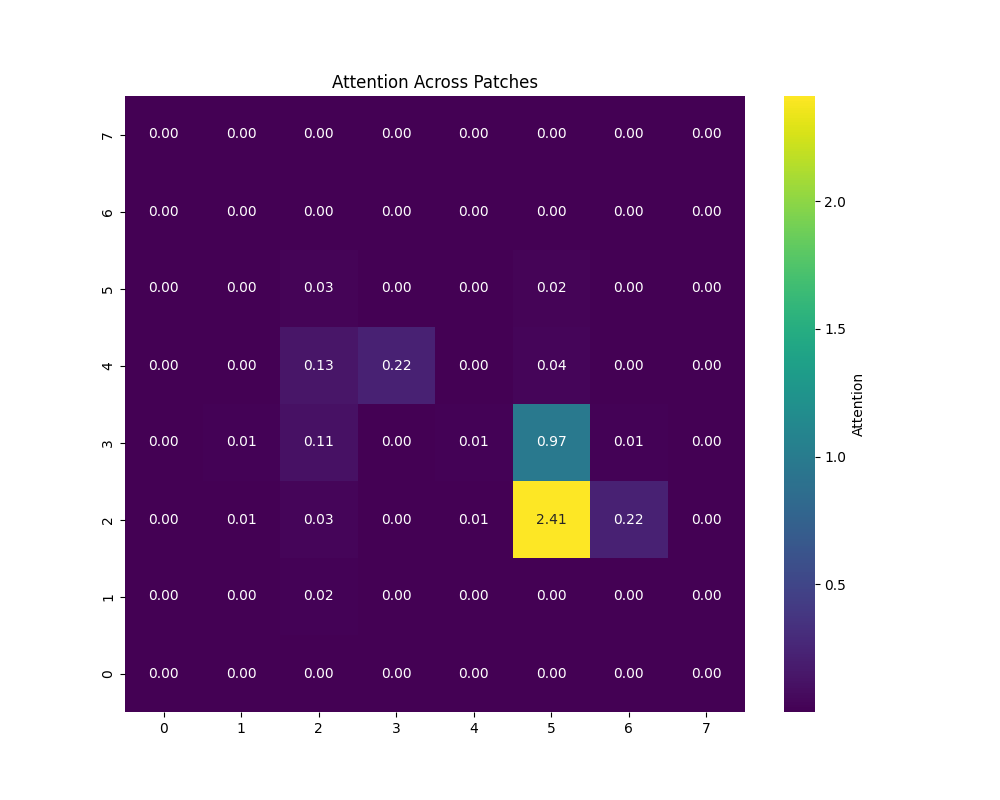 Attention Across Patches
7 0.00 0.00 0.00 0.00 0.00 0.00 0.00 0.00
6 0.00 0.00 0.00 0.00 0.00 0.00 0.00 0.00
5 0.00 0.00 0.03 0.00 0.00 0.02 0.00 0.00
4 0.00 0.00 0.13 0.22 0.00 0.04 0.00 0.00
3 0.00 0.01 0.11 0.00 0.01 0.97 0.01 0.00
2 0.00 0.01 0.03 0.00 0.01 2.41 0.22 0.00
1 0.00 0.00 0.02 0.00 0.00 0.00 0.00 0.00
0 0.00 0.00 0.00 0.00 0.00 0.00 0.00 0.00
0 1 2 3 4 5 6 7
2.0
1.5
1.0
0.5
Attention